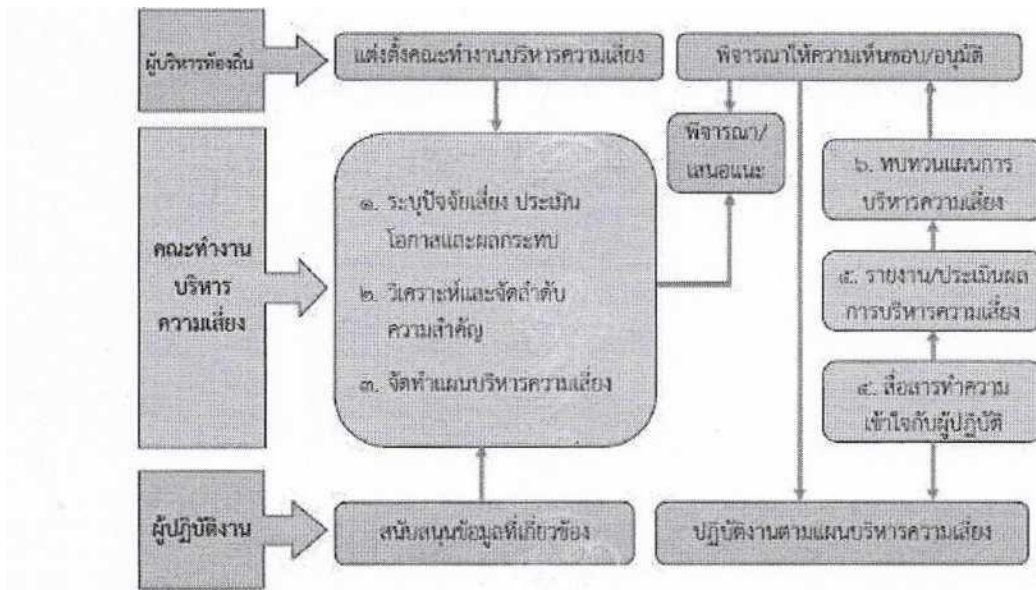 ผู้บริหารท้องถิ่น
แต่งตั้งคณะทำงานบริหารความเสี่ยง
พิจารณาให้ความเห็นชอบ/อนุมัติ
พิจารณา/
เสนอแนะ
คณะทำงาน
บริหาร
ความเสี่ยง
๑. ระบุปัจจัยเสี่ยง ประเมิน
โอกาสและผลกระทบ
๒. วิเคราะห์และจัดลำดับ
ความสำคัญ
๓. จัดทำแผนบริหารความเสี่ยง
๖. ทบทวนแผนการ
บริหารความเสี่ยง
๕. รายงาน/ประเมินผล
การบริหารความเสี่ยง
๔. สื่อสารทำความ
เข้าใจกับผู้ปฏิบัติ
ผู้ปฏิบัติงาน
สนับสนุนข้อมูลที่เกี่ยวข้อง
ปฏิบัติงานตามแผนบริหารความเสี่ยง